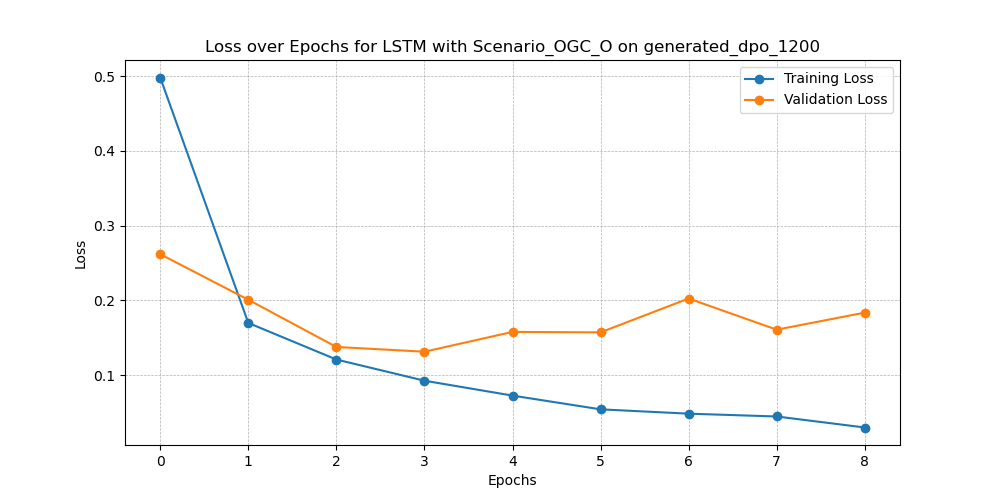 Loss over Epochs for LSTM with Scenario_OGC_O on generated_dpo_1200
Training Loss
Validation Loss
0.5
0.4
0.3
0.2
0.1
Loss
0 1 2 3 4 5 6 7 8
Epochs